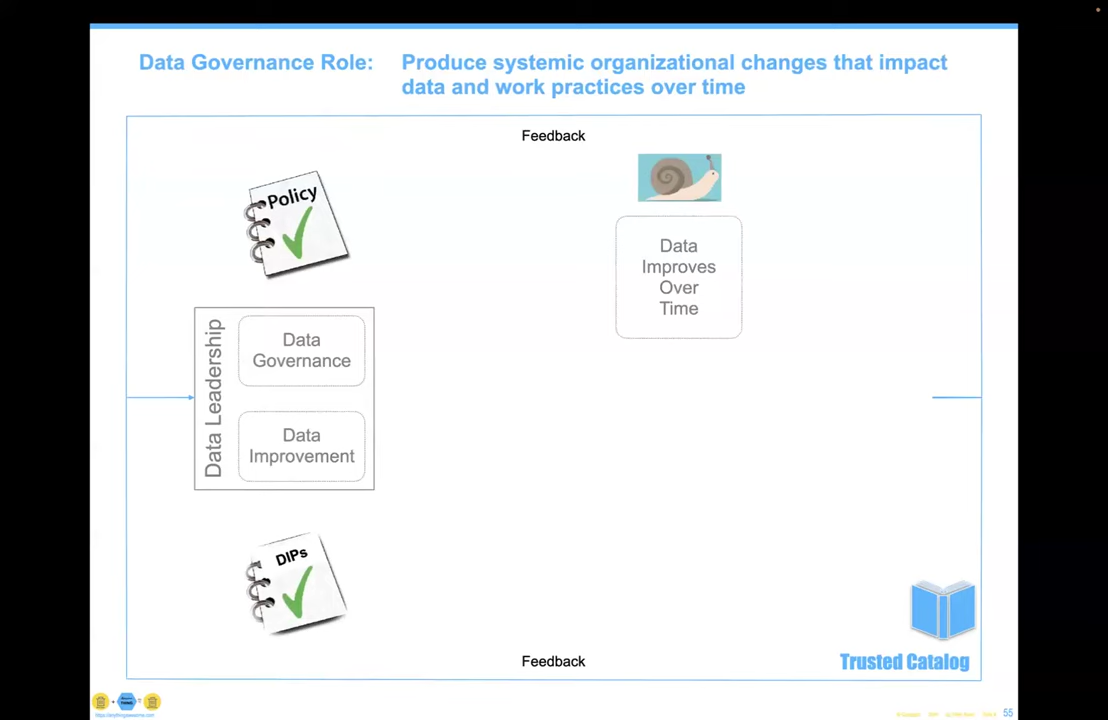 Data Governance Role:
Produce systemic organizational changes that impact
data and work practices over time
Feedback
Policy
Data
Improves
Over
Time
Data Leadership
Data
Governance
Data
Improvement
DIPs
Trusted Catalog
Feedback
55